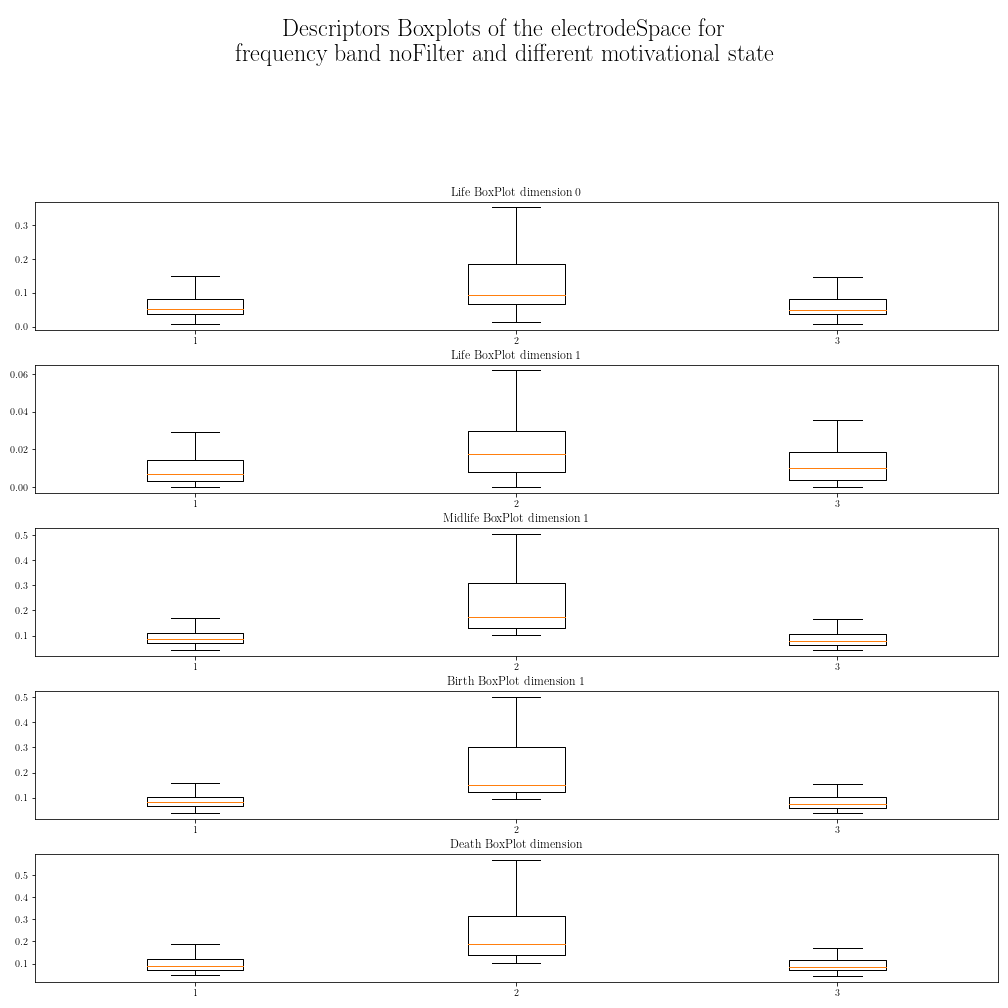 Descriptors Boxplots of the electrodeSpace for
frequency band noFilter and different motivational state
Life BoxPlot dimension 0
0.3
0.2
0.1
0.0
1 2 3
Life BoxPlot dimension 1
0.06
0.04
0.02
0.00
1 2 3
Midlife BoxPlot dimension 1
0.5
0.4
0.3
0.2
0.1
1 2 3
Birth BoxPlot dimension 1
0.5
0.4
0.3
0.2
0.1
1 2 3
Death BoxPlot dimension
0.5
0.4
0.3
0.2
0.1
1 2 3